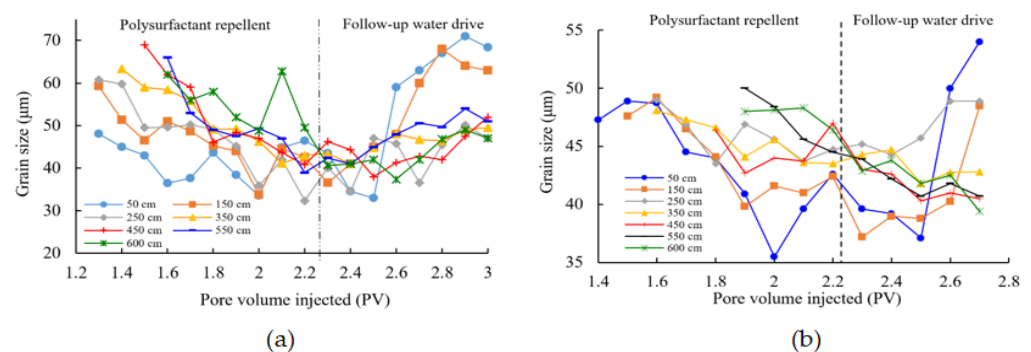 Polysurfactant repellent
Follow-up water drive
Grain size (μm)
70
60
50
40
30
20
50 cm
150 cm
250 cm
350 cm
450 cm
550 cm
600 cm
1.2
1.4
1.6
1.8
2
2.2
2.4
2.6
2.8
3
Pore volume injected (PV)
(a)
Polysurfactant repellent
Follow-up water drive
Grain size (μm)
55
50
45
40
35
50 cm
150 cm
250 cm
350 cm
450 cm
550 cm
600 cm
1.4
1.6
1.8
2
2.2
2.4
2.6
2.8
Pore volume injected (PV)
(b)